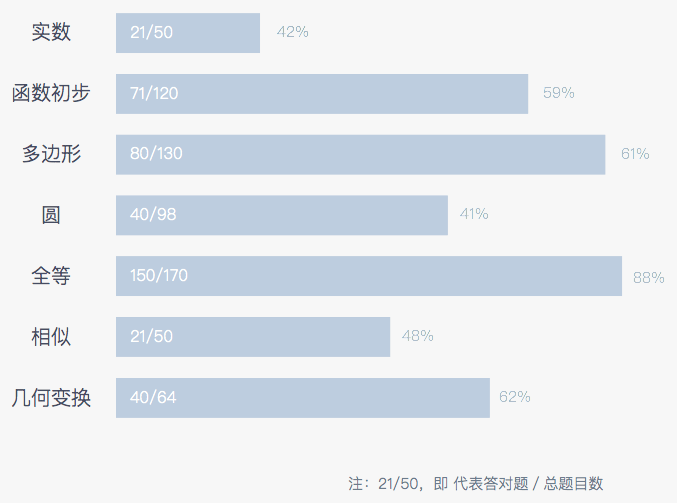 实数 21/50 42%
函数初步 71/120 59%
多边形 80/130 61%
圆 40/98 41%
全等 150/170 88%
相似 21/50 48%
几何变换 40/64 62%
注：21/50，即 代表答对题 / 总题目数